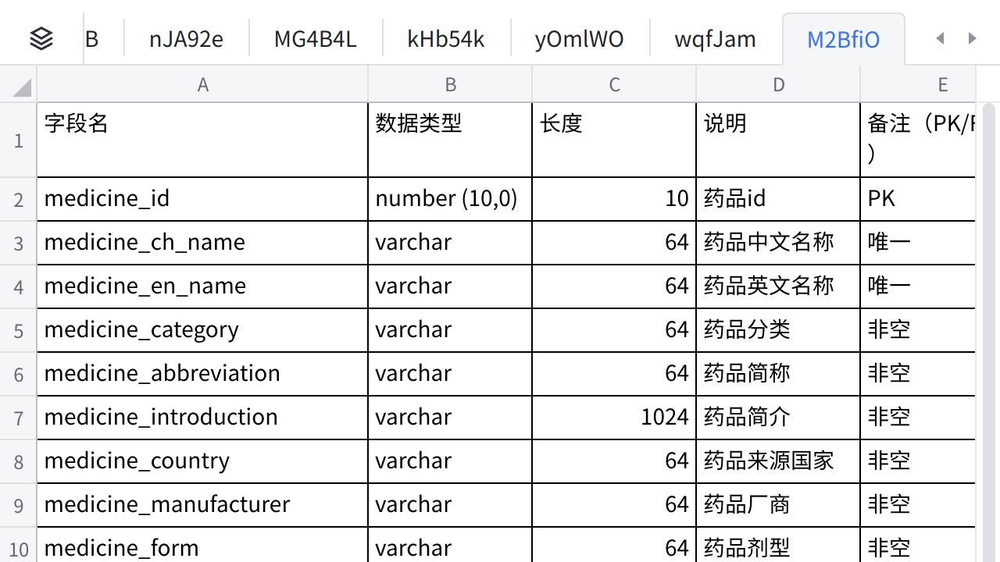 B nJA92e MG4B4L kHb54k yOmlWO wqfJam M2BfiO
A B C D E
1 字段名 数据类型 长度 说明 备注（PK/
）
2 medicine_id number (10,0) 10 药品id PK
3 medicine_ch_name varchar 64 药品中文名称 唯一
4 medicine_en_name varchar 64 药品英文名称 唯一
5 medicine_category varchar 64 药品分类 非空
6 medicine_abbreviation varchar 64 药品简称 非空
7 medicine_introduction varchar 1024 药品简介 非空
8 medicine_country varchar 64 药品来源国家 非空
9 medicine_manufacturer varchar 64 药品厂商 非空
10 medicine_form varchar 64 药品剂型 非空